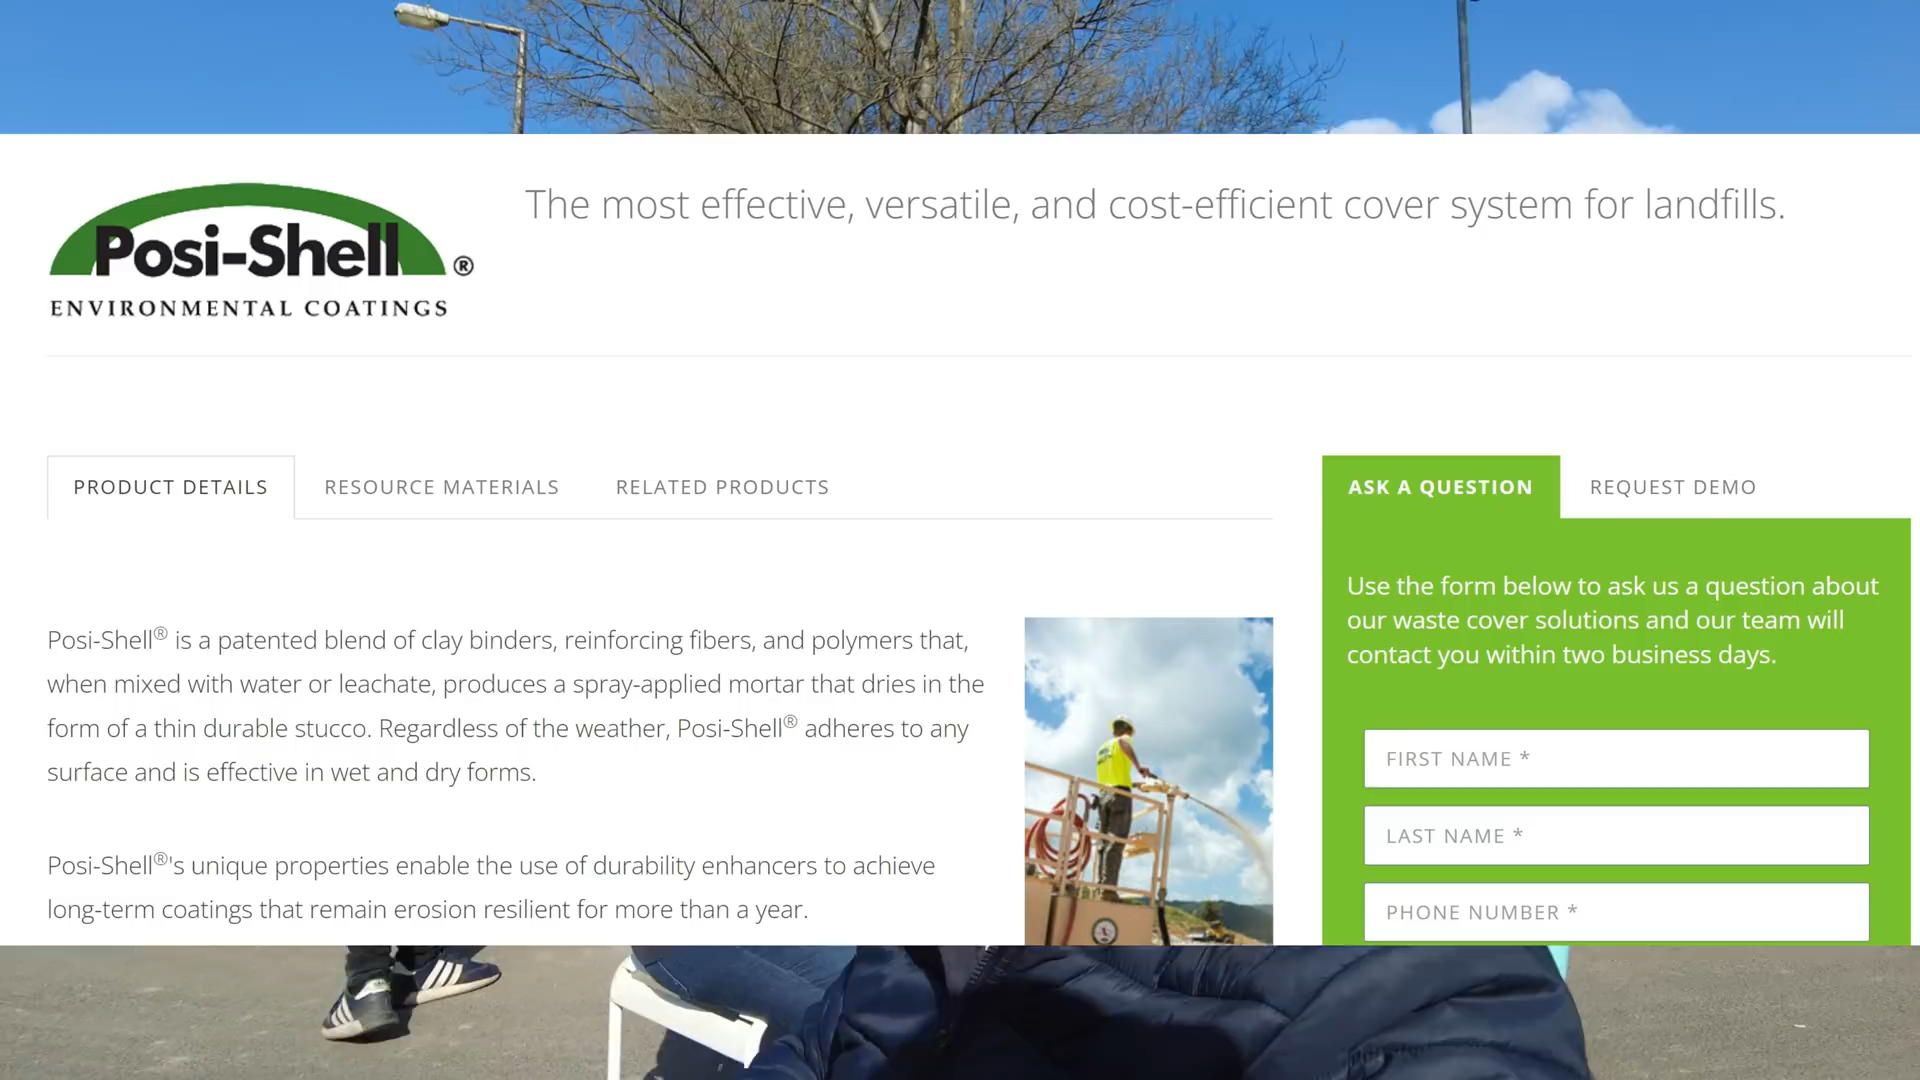 Posi-Shell®
ENVIRONMENTAL COATINGS
The most effective, versatile, and cost-efficient cover system for landfills.
PRODUCT DETAILS
RESOURCE MATERIALS
RELATED PRODUCTS
Posi-Shell® is a patented blend of clay binders, reinforcing fibers, and polymers that,
when mixed with water or leachate, produces a spray-applied mortar that dries in the
form of a thin durable stucco. Regardless of the weather, Posi-Shell® adheres to any
surface and is effective in wet and dry forms.
Posi-Shell®'s unique properties enable the use of durability enhancers to achieve
long-term coatings that remain erosion resilient for more than a year.
ASK A QUESTION
REQUEST DEMO
Use the form below to ask us a question about
our waste cover solutions and our team will
contact you within two business days.
FIRST NAME *
LAST NAME *
PHONE NUMBER *